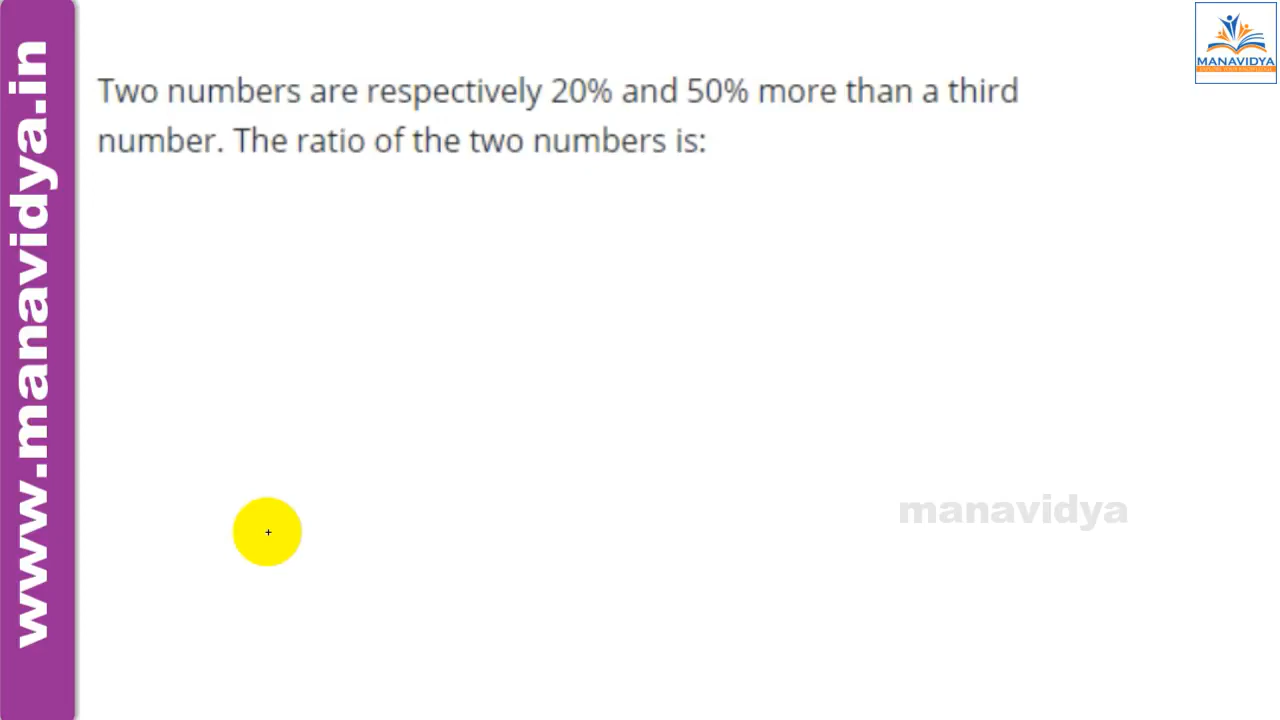 www.manavidya.in
MANAVIDYA
Two numbers are respectively 20% and 50% more than a third
number. The ratio of the two numbers is:
manavidya